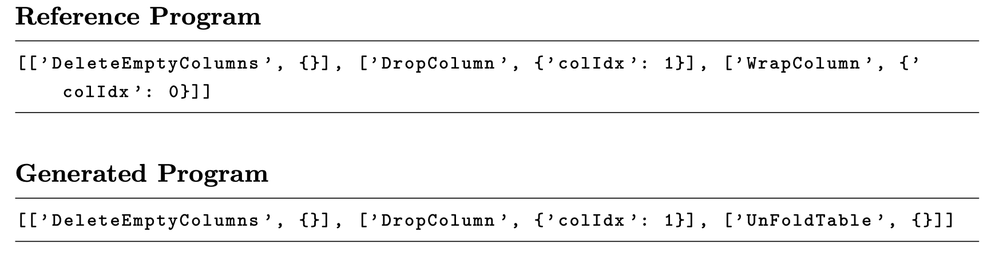 Reference Program
[['DeleteEmptyColumns', {}], ['DropColumn', {'colIdx': 1}], ['WrapColumn', {'
colIdx': 0}]]
Generated Program
[['DeleteEmptyColumns', {}], ['DropColumn', {'colIdx': 1}], ['UnFoldTable', {}]]